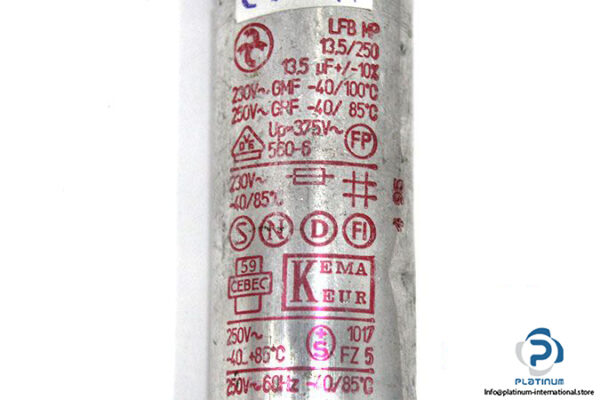 LFB MP
13.5/250
13.5 uF+/-10%
230V~ GMF -40/100°C
250V~ GRF -40/ 85°C
DVE
Up=375V~
560-6
FP
230V~
-40/85°C
S N D FI
59
CEBEC
KEMA
KEUR
250V~
-40..+85°C
+S
1017
FZ 5
250V~60Hz -40/85°C
PLATINUM
INTERNATIONAL
Info@platinum-international.store